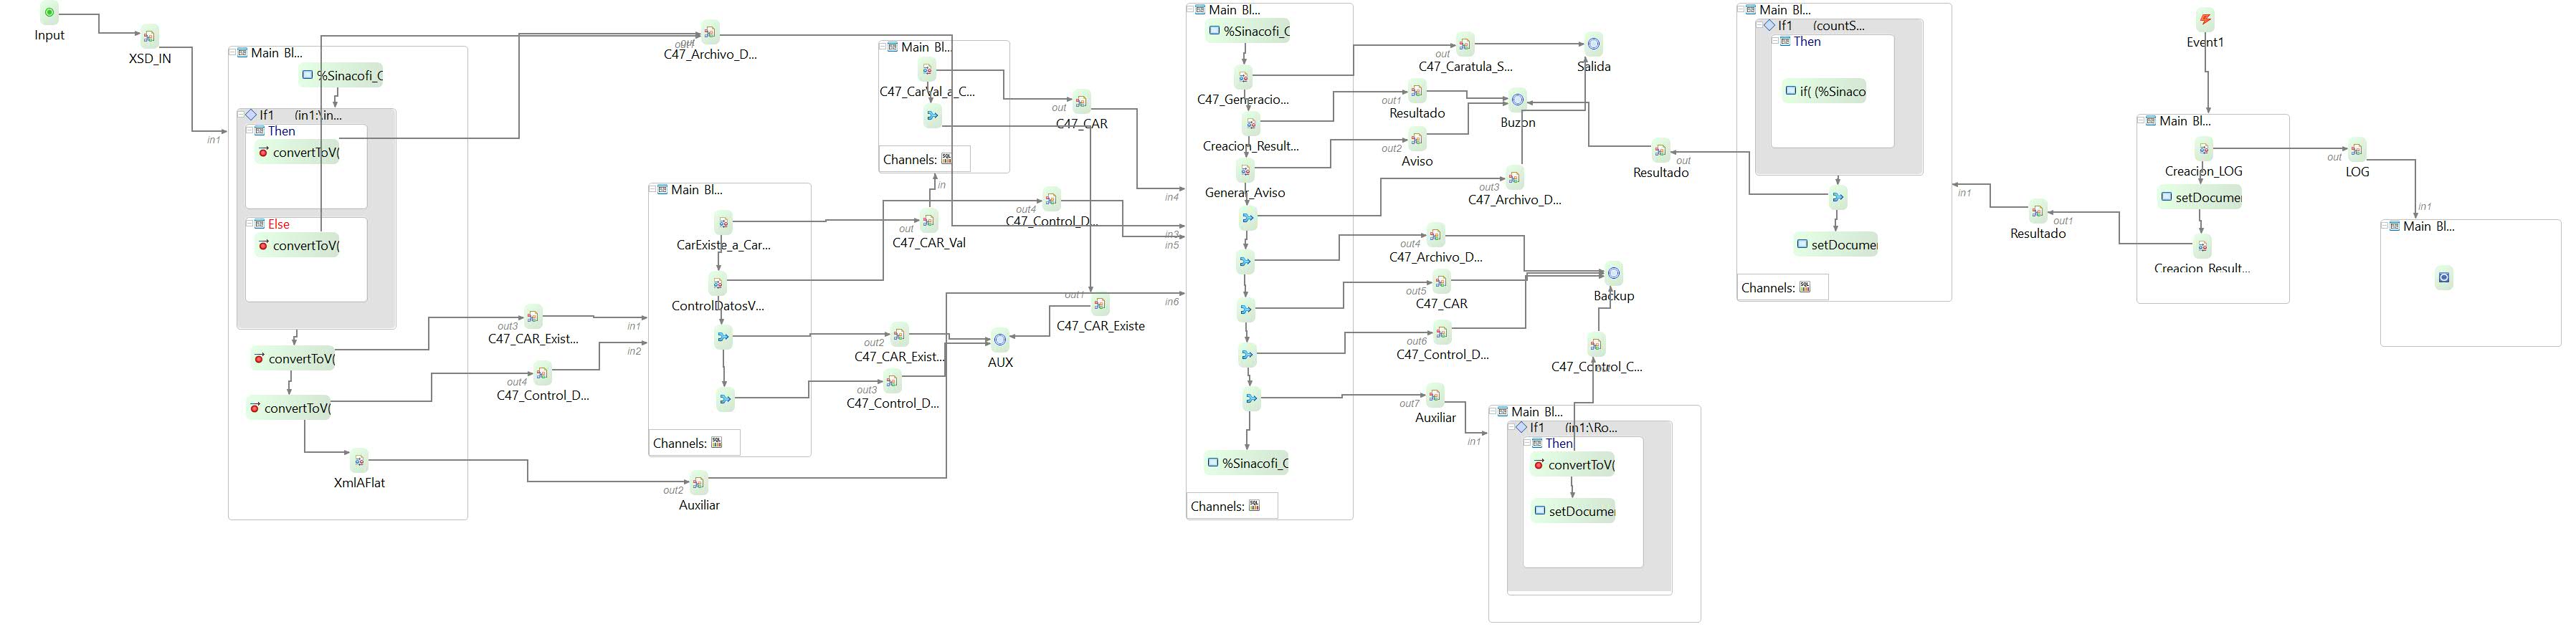 Input
XSD_IN
in1
Main Bl...
%Sinacofi_C
If1 (in1:\in...
Then
convertToV(
Else
convertToV(
convertToV(
convertToV(
XmlAFlat
out
C47_Archivo_D...
out3
C47_CAR_Exist...
out4
C47_Control_D...
out2
Auxiliar
in1
in2
Main Bl...
CarExiste_a_Car...
ControlDatosV...
Channels:
Main Bl...
C47_CarVal_a_C...
Channels:
in
out
C47_CAR_Val
out
C47_CAR
out4
C47_Control_D...
out1
C47_CAR_Existe
out2
C47_CAR_Exist...
AUX
out3
C47_Control_D...
in4
in3
in5
in6
Main Bl...
%Sinacofi_C
C47_Generacio...
Creacion_Result...
Generar_Aviso
%Sinacofi_C
Channels:
out
C47_Caratula_S...
Salida
out1
Resultado
Buzon
out2
Aviso
out3
C47_Archivo_D...
out4
C47_Archivo_D...
out5
C47_CAR
Backup
out6
C47_Control_D...
C47_Control_C...
out7
Auxiliar
in1
Main Bl...
If1 (in1:\Ro...
Then
convertToV(
setDocumen
out
Resultado
Main Bl...
If1 (countS...
Then
if( (%Sinaco
setDocumen
Channels:
in1
out1
Resultado
Event1
Main Bl...
Creacion_LOG
setDocumen
Creacion_Result...
out
LOG
in1
Main Bl...